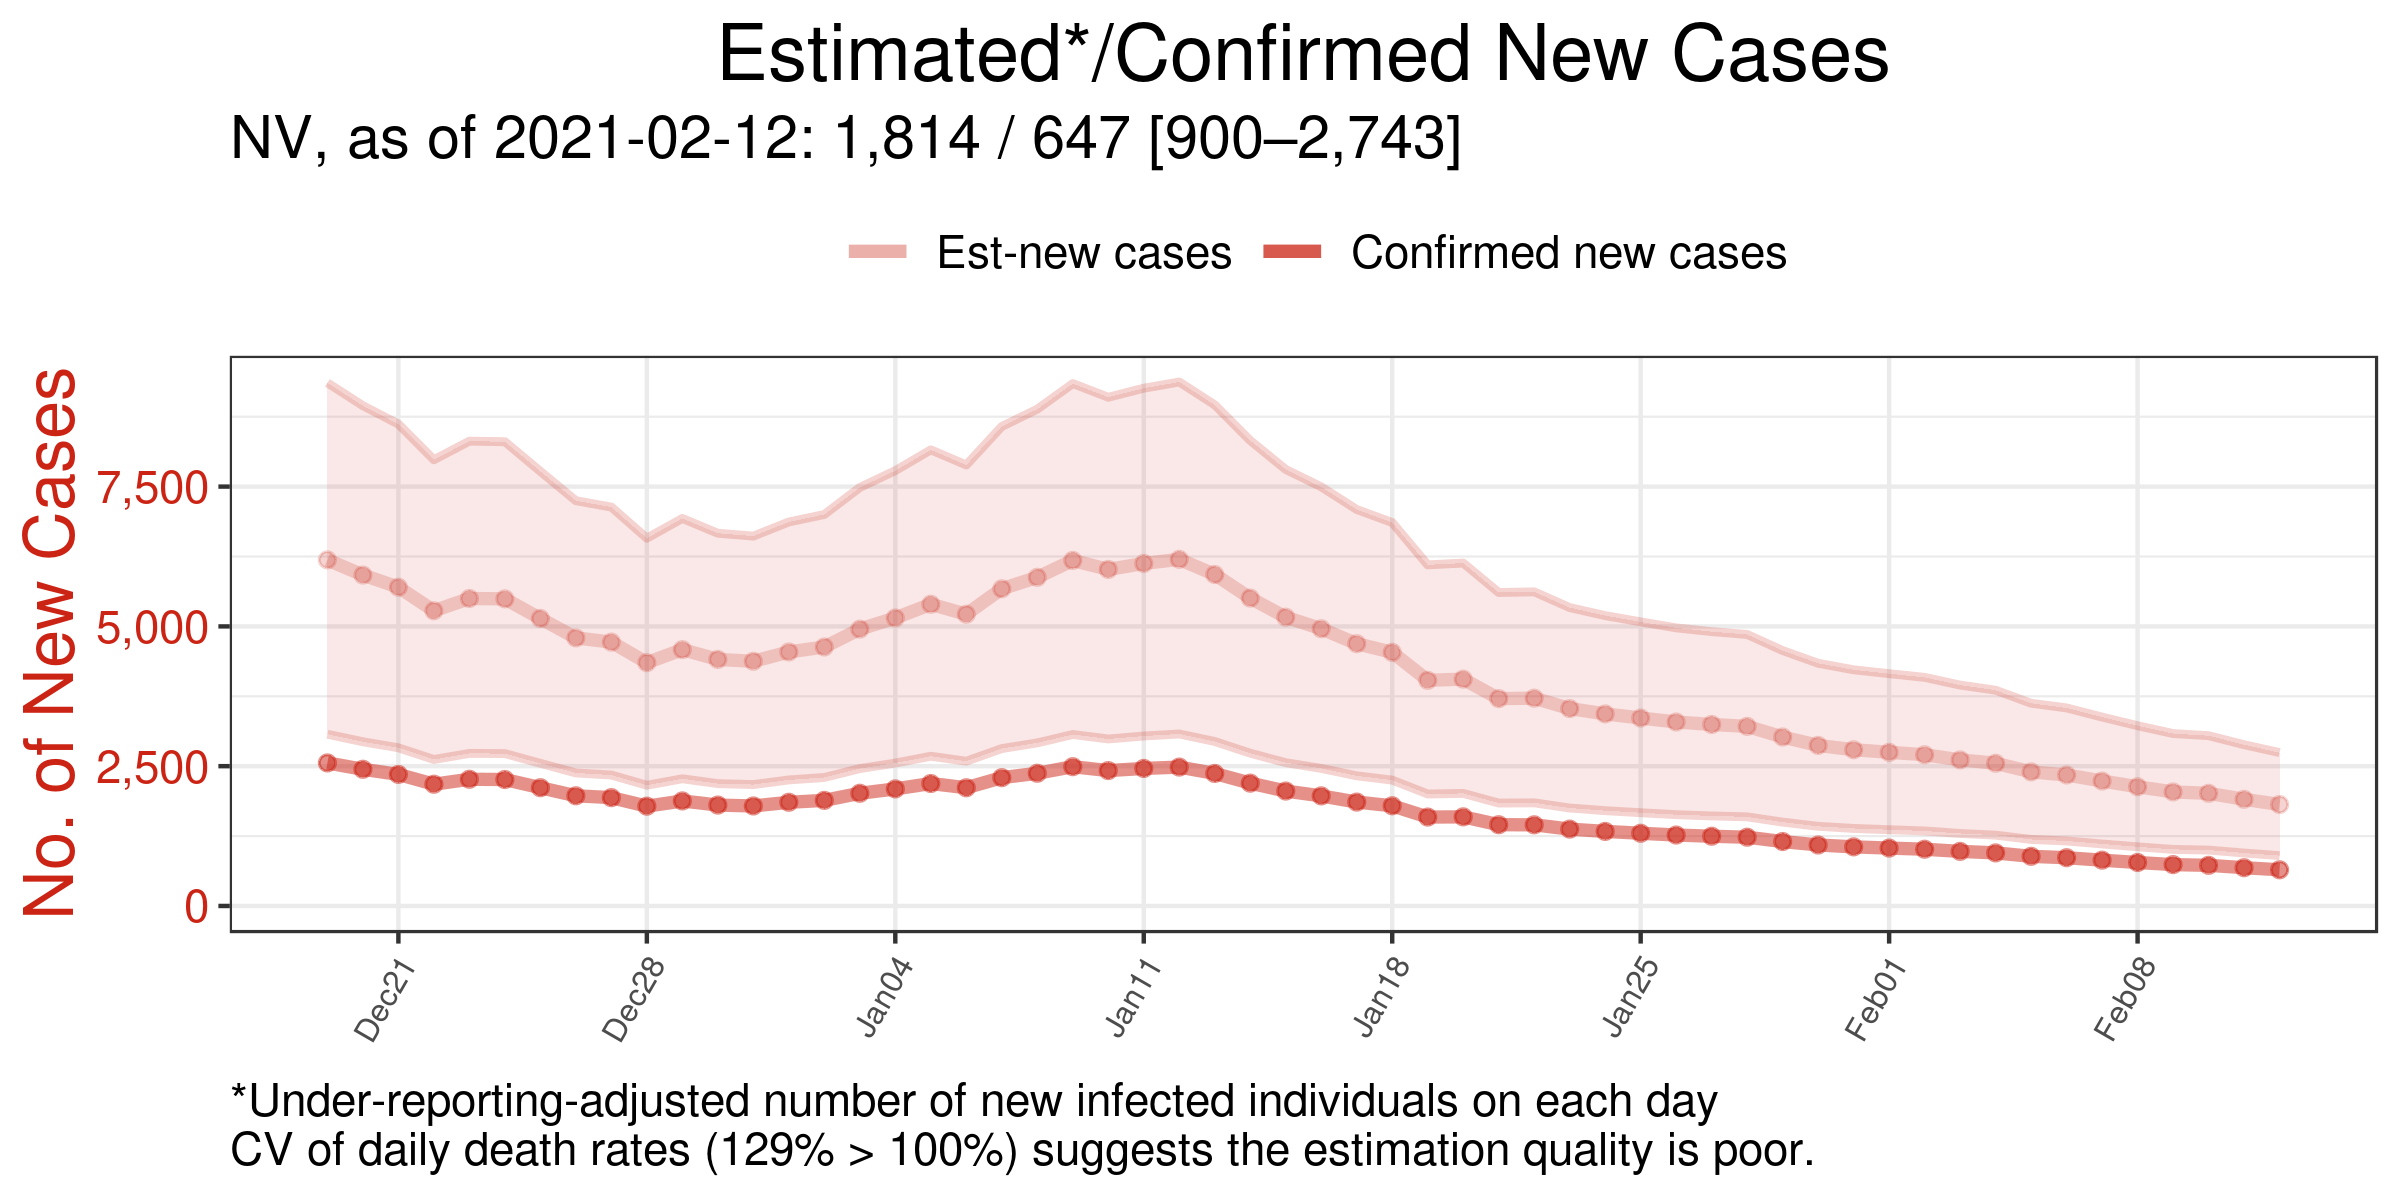 Estimated*/Confirmed New Cases
NV, as of 2021-02-12: 1,814 / 647 [900–2,743]
Est-new cases
Confirmed new cases
No. of New Cases
7,500
5,000
2,500
0
Dec21
Dec28
Jan04
Jan11
Jan18
Jan25
Feb01
Feb08
*Under-reporting-adjusted number of new infected individuals on each day
CV of daily death rates (129% > 100%) suggests the estimation quality is poor.